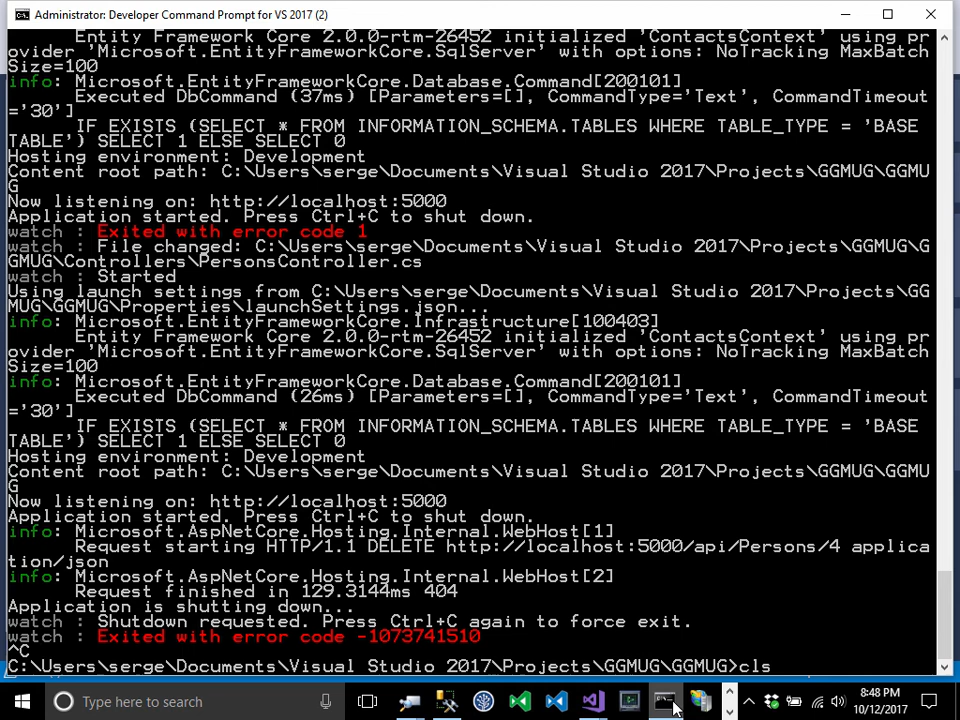 Administrator: Developer Command Prompt for VS 2017 (2)
Entity Framework Core 2.0.0-rtm-26452 initialized 'ContactsContext' using pr
ovider 'Microsoft.EntityFrameworkCore.SqlServer' with options: NoTracking MaxBatch
Size=100
info: Microsoft.EntityFrameworkCore.Database.Command[200101]
Executed DbCommand (37ms) [Parameters=[], CommandType='Text', CommandTimeout
='30']
IF EXISTS (SELECT * FROM INFORMATION_SCHEMA.TABLES WHERE TABLE_TYPE = 'BASE
TABLE') SELECT 1 ELSE SELECT 0
Hosting environment: Development
Content root path: C:\Users\serge\Documents\Visual Studio 2017\Projects\GGMUG\GGMU
G
Now listening on: http://localhost:5000
Application started. Press Ctrl+C to shut down.
watch : Exited with error code 1
watch : File changed: C:\Users\serge\Documents\Visual Studio 2017\Projects\GGMUG\G
GMUG\Controllers\PersonsController.cs
watch : Started
Using launch settings from C:\Users\serge\Documents\Visual Studio 2017\Projects\GG
MUG\GGMUG\Properties\launchSettings.json...
info: Microsoft.EntityFrameworkCore.Infrastructure[100403]
Entity Framework Core 2.0.0-rtm-26452 initialized 'ContactsContext' using pr
ovider 'Microsoft.EntityFrameworkCore.SqlServer' with options: NoTracking MaxBatch
Size=100
info: Microsoft.EntityFrameworkCore.Database.Command[200101]
Executed DbCommand (26ms) [Parameters=[], CommandType='Text', CommandTimeout
='30']
IF EXISTS (SELECT * FROM INFORMATION_SCHEMA.TABLES WHERE TABLE_TYPE = 'BASE
TABLE') SELECT 1 ELSE SELECT 0
Hosting environment: Development
Content root path: C:\Users\serge\Documents\Visual Studio 2017\Projects\GGMUG\GGMU
G
Now listening on: http://localhost:5000
Application started. Press Ctrl+C to shut down.
info: Microsoft.AspNetCore.Hosting.Internal.WebHost[1]
Request starting HTTP/1.1 DELETE http://localhost:5000/api/Persons/4 applica
tion/json
info: Microsoft.AspNetCore.Hosting.Internal.WebHost[2]
Request finished in 129.3144ms 404
Application is shutting down...
watch : Shutdown requested. Press Ctrl+C again to force exit.
watch : Exited with error code -1073741510
^C
C:\Users\serge\Documents\Visual Studio 2017\Projects\GGMUG\GGMUG>cls
Type here to search
8:48 PM
10/12/2017